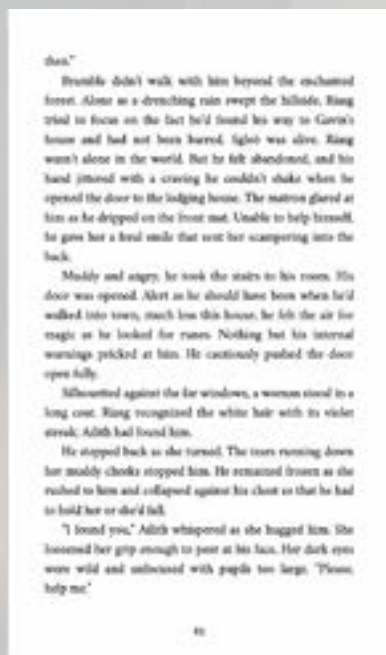 then."
Bramble didn't walk with him beyond the enchanted
forest. Alone as a drenching rain swept the hillside, Riang
tried to focus on the fact he'd found his way to Gavin's
house and had not been barred. was alive. Riang
wasn't alone in the world. But he felt abandoned, and his
hand jittered with a craving he couldn't shake when he
opened the door to the lodging house. The matron glared at
him as he dripped on the front mat. Unable to help himself,
he gave her a feral smile that sent her scampering into the
back.
Muddy and angry, he took the stairs to his room. His
door was opened. Alert as he should have been when he'd
walked into town, much less this house, he felt the air for
magic as he looked for runes. Nothing but his internal
warnings pricked at him. He cautiously pushed the door
open fully.
Silhouetted against the far windows, a woman stood in a
long coat. Riang recognized the white hair with its violet
streak; Adith had found him.
He stopped back as she turned. The tears running down
her muddy cheeks stopped him. He remained frozen as she
rushed to him and collapsed against his chest so that he had
to hold her or she'd fall.
"I found you," Adith whispered as she hugged him. She
loosened her grip enough to peer at his face. Her dark eyes
were wild and unfocused with pupils too large. "Please,
help me."